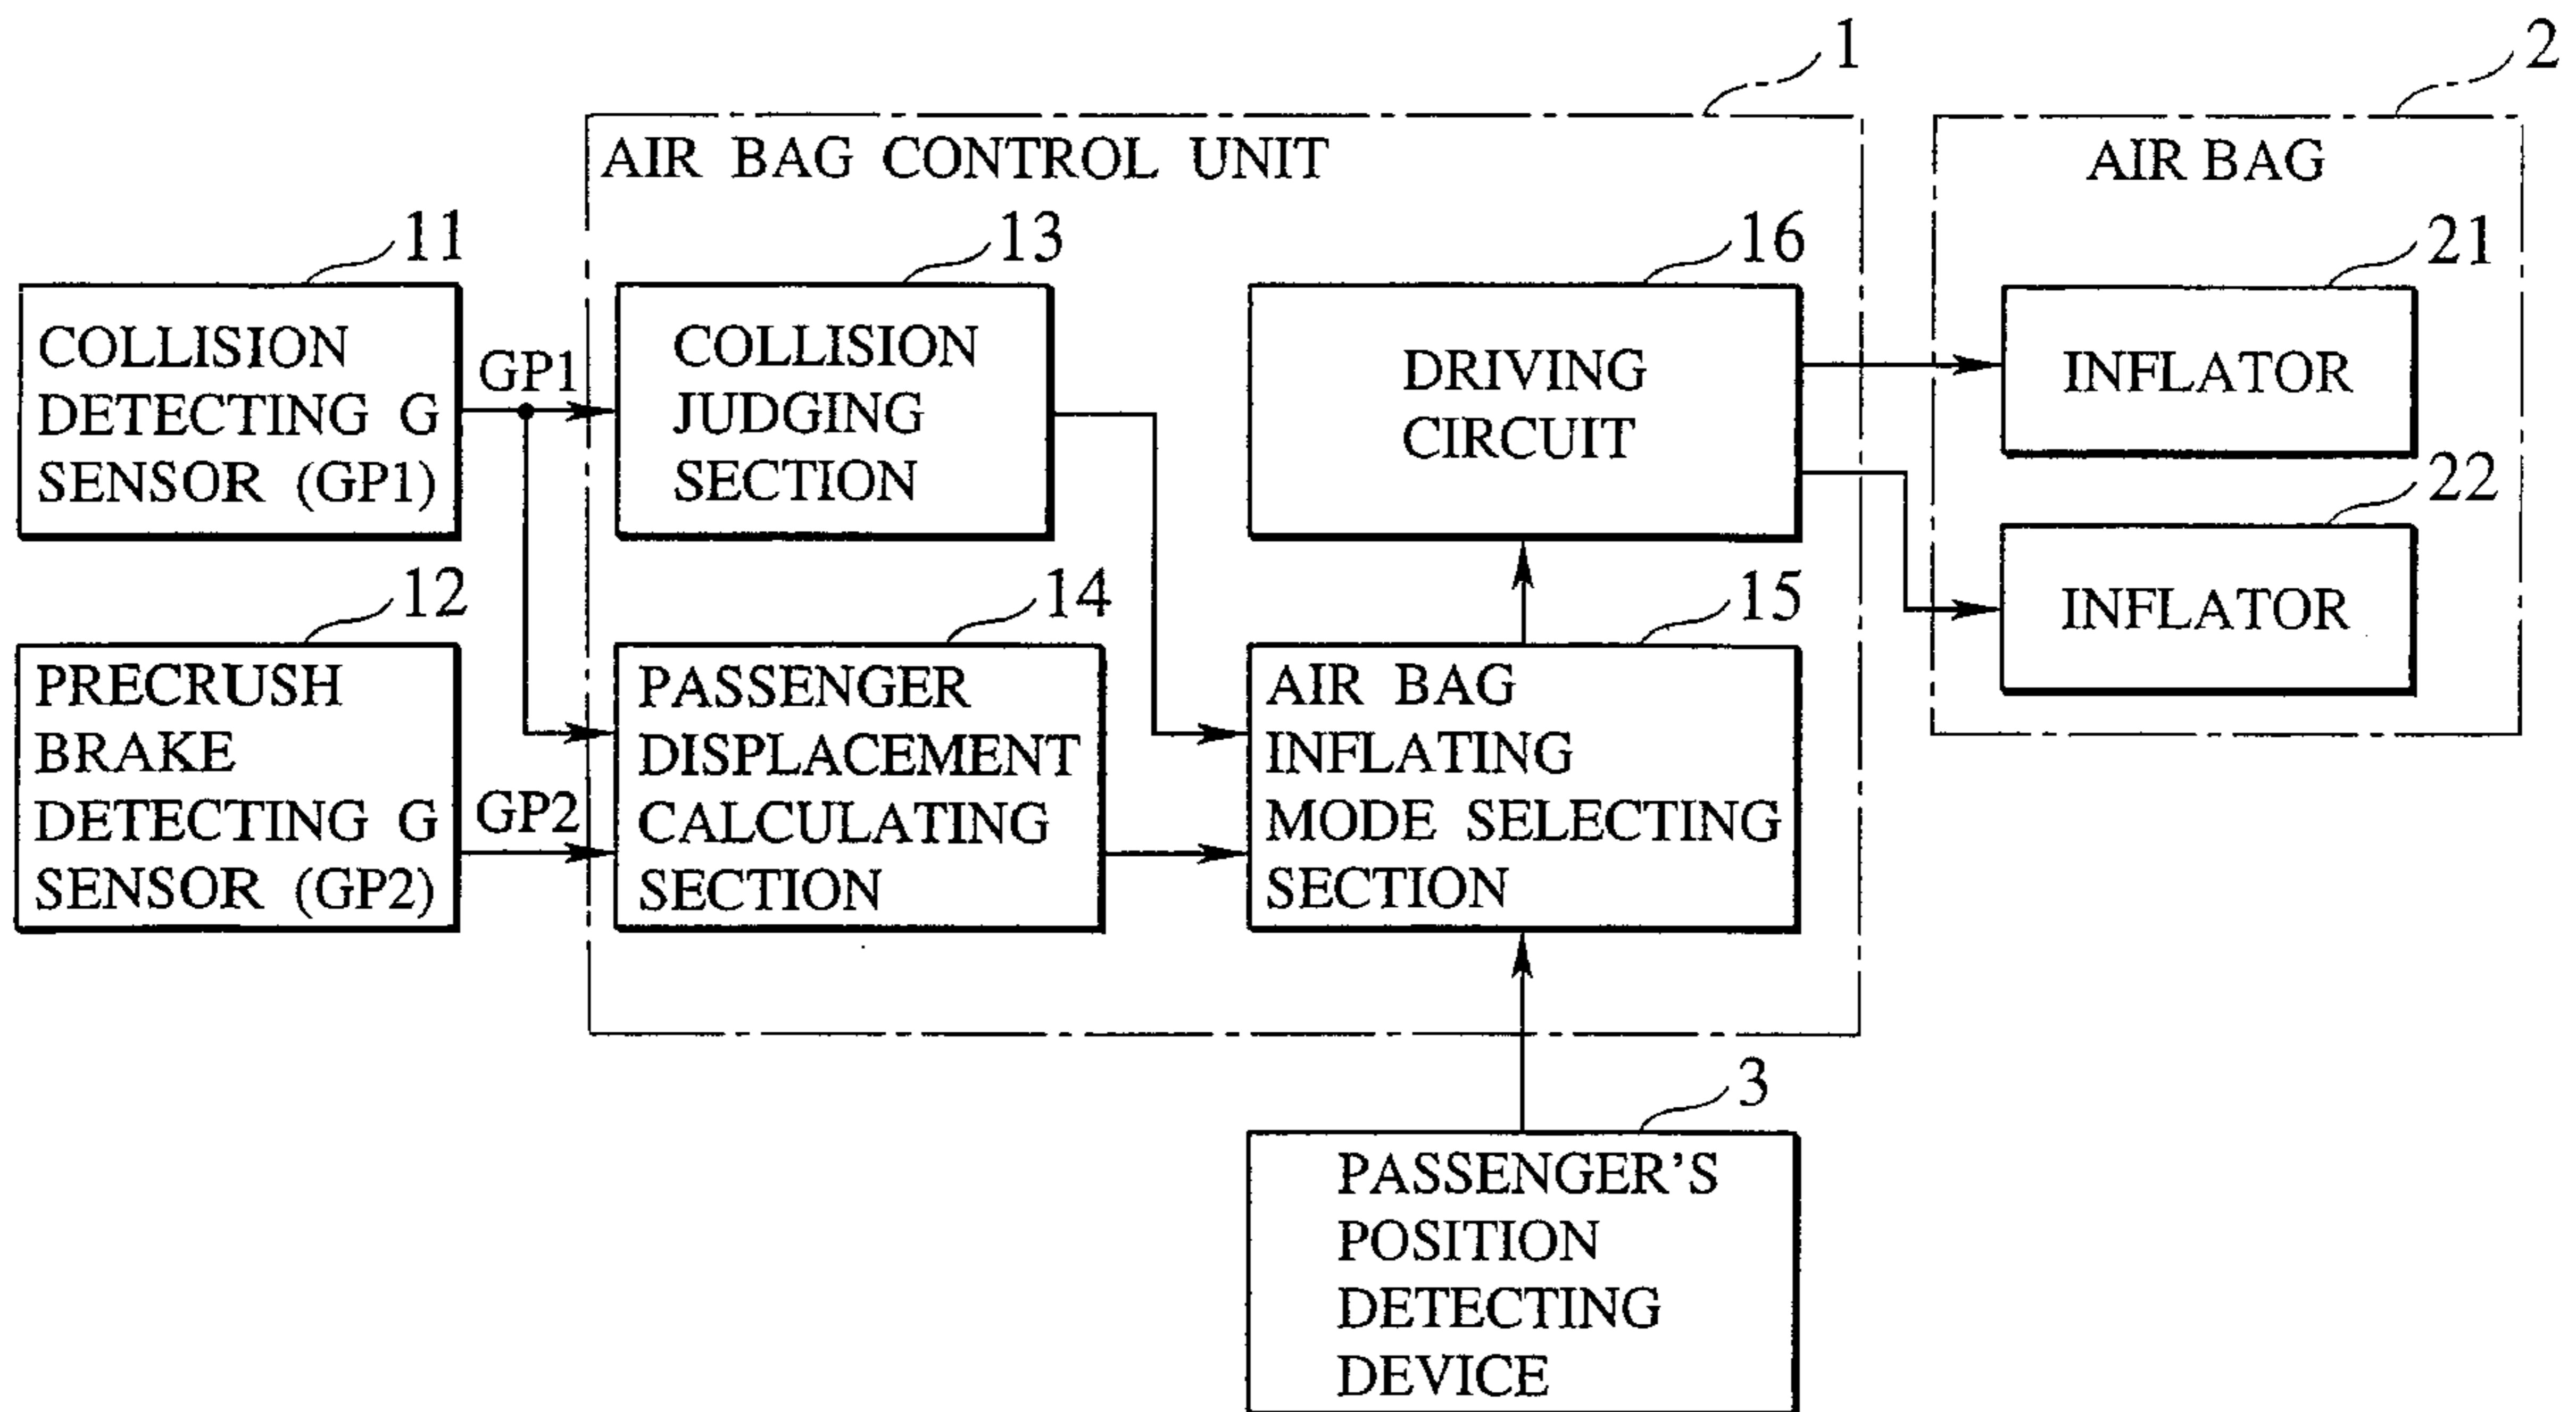 1
2
AIR BAG CONTROL UNIT
AIR BAG
11
13
16
21
COLLISION
DETECTING G
SENSOR (GP1)
GP1
COLLISION
JUDGING
SECTION
DRIVING
CIRCUIT
INFLATOR
22
INFLATOR
12
14
15
PRECRUSH
BRAKE
DETECTING G
SENSOR (GP2)
GP2
PASSENGER
DISPLACEMENT
CALCULATING
SECTION
AIR BAG
INFLATING
MODE SELECTING
SECTION
3
PASSENGER'S
POSITION
DETECTING
DEVICE